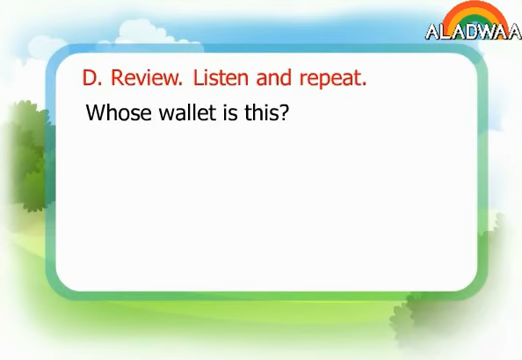 ALADWAA
D. Review. Listen and repeat.
Whose wallet is this?